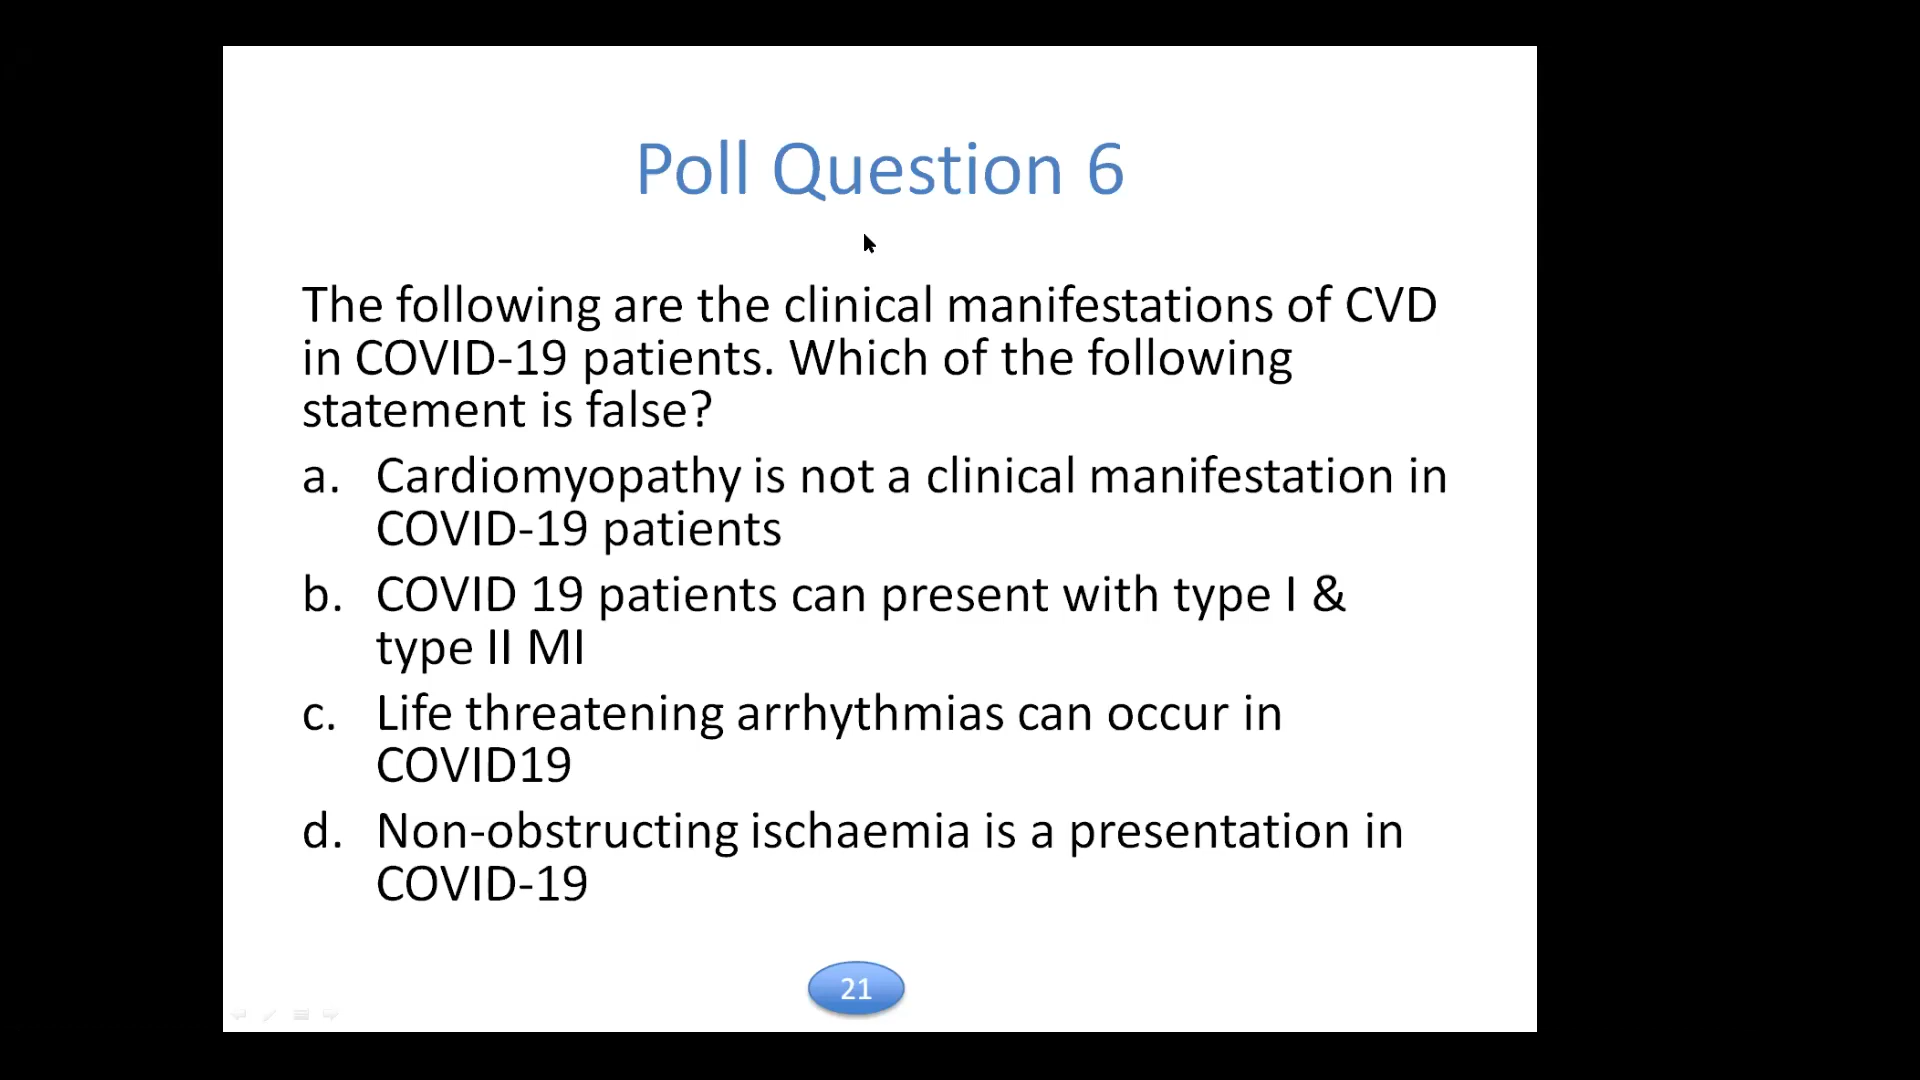 Poll Question 6
The following are the clinical manifestations of CVD
in COVID-19 patients. Which of the following
statement is false?
a. Cardiomyopathy is not a clinical manifestation in
COVID-19 patients
b. COVID 19 patients can present with type I &
type II MI
c. Life threatening arrhythmias can occur in
COVID19
d. Non-obstructing ischaemia is a presentation in
COVID-19
21